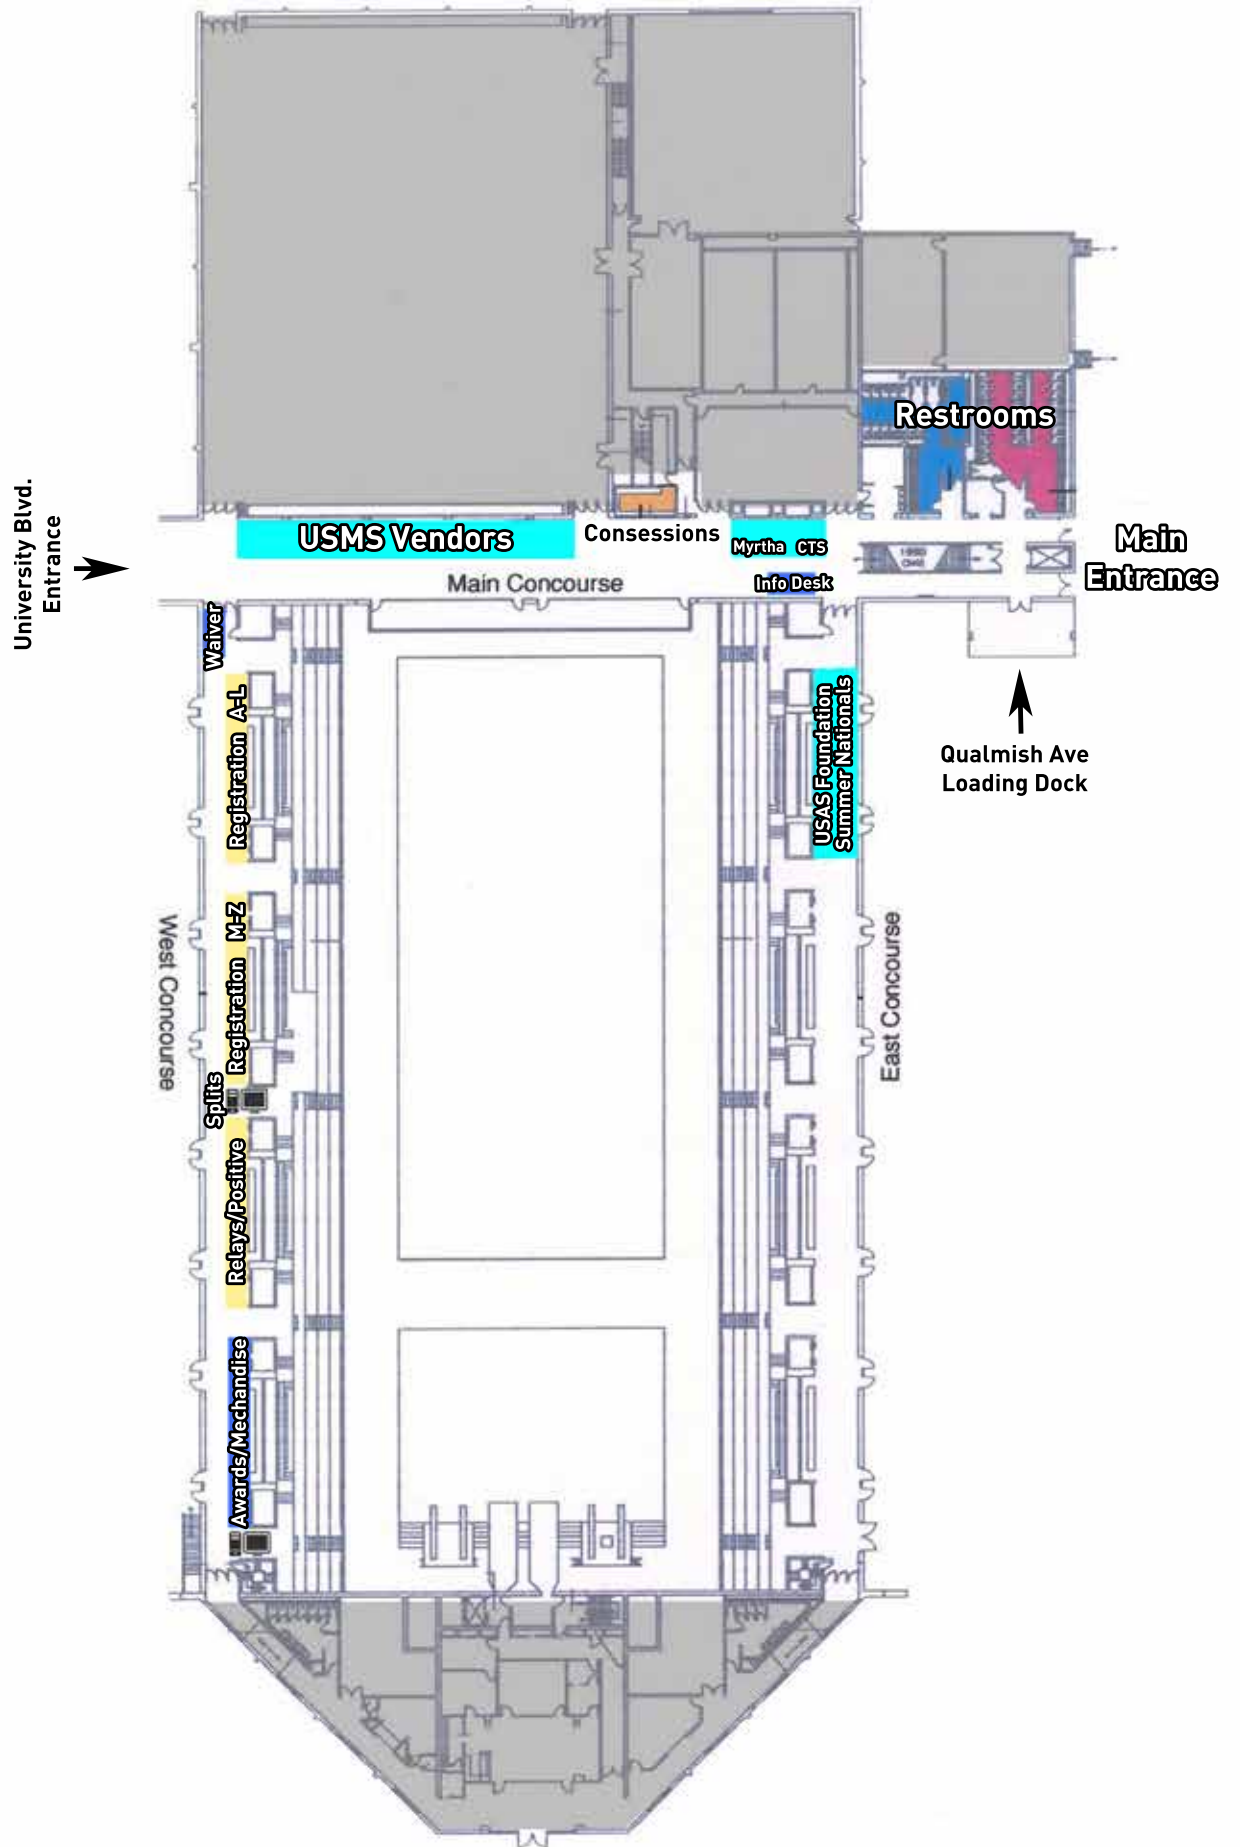 Restrooms
University Blvd.
Entrance
USMS Vendors
Consessions
Myrtha CTS
Main
Entrance
Main Concourse
Info Desk
Waiver
Registration A-L
USAS Foundation
Summer Nationals
Qualmish Ave
Loading Dock
West Concourse
Registration M-Z
East Concourse
Splits
Relays/Positive
Awards/Mechandise